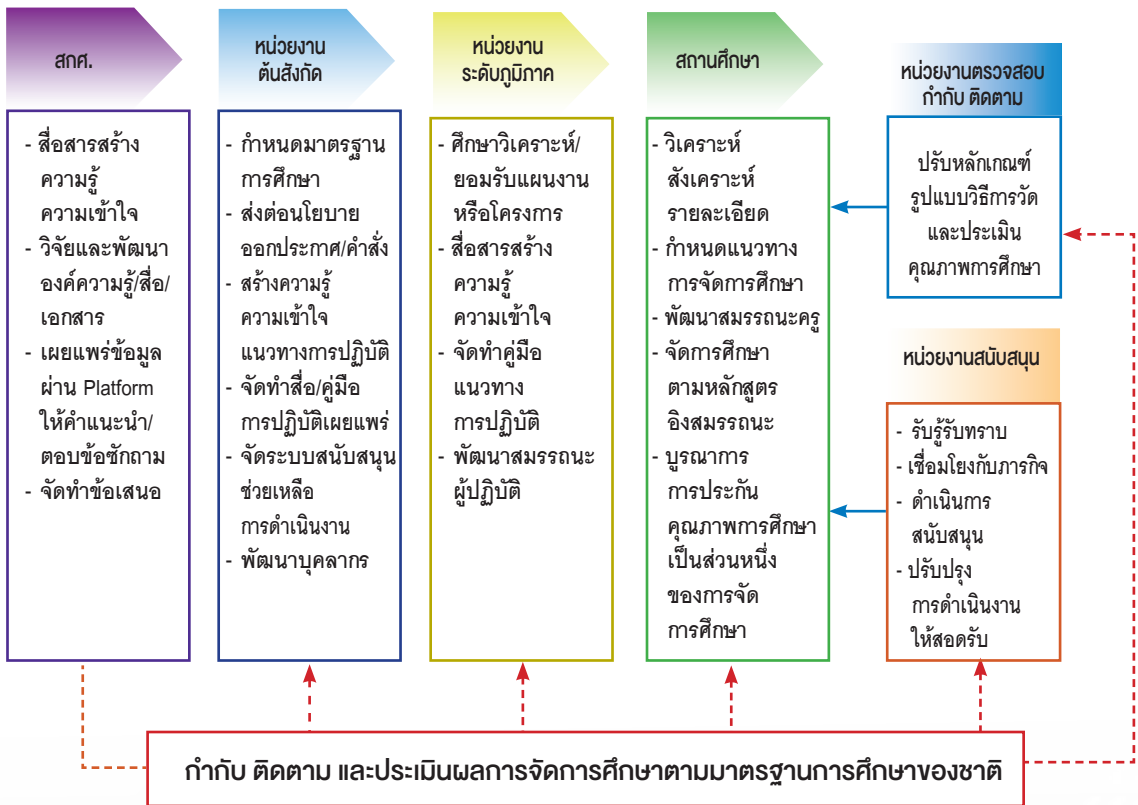 สกศ.
- สื่อสารสร้าง
ความรู้
ความเข้าใจ
- วิจัยและพัฒนา
องค์ความรู้/สื่อ/
เอกสาร
- เผยแพร่ข้อมูล
ผ่าน Platform
ให้คำแนะนำ/
ตอบข้อซักถาม
- จัดทำข้อเสนอ
หน่วยงาน
ต้นสังกัด
- กำหนดมาตรฐาน
การศึกษา
- ส่งต่อนโยบาย
ออกประกาศ/คำสั่ง
- สร้างความรู้
ความเข้าใจ
แนวทางการปฏิบัติ
- จัดทำสื่อ/คู่มือ
การปฏิบัติเผยแพร่
- จัดระบบสนับสนุน
ช่วยเหลือ
การดำเนินงาน
- พัฒนาบุคลากร
หน่วยงาน
ระดับภูมิภาค
- ศึกษาวิเคราะห์/
ยอมรับแผนงาน
หรือโครงการ
- สื่อสารสร้าง
ความรู้
ความเข้าใจ
- จัดทำคู่มือ
แนวทาง
การปฏิบัติ
- พัฒนาสมรรถนะ
ผู้ปฏิบัติ
สถานศึกษา
- วิเคราะห์
สังเคราะห์
รายละเอียด
- กำหนดแนวทาง
การจัดการศึกษา
- พัฒนาสมรรถนะครู
- จัดการศึกษา
ตามหลักสูตร
อิงสมรรถนะ
- บูรณาการ
การประกัน
คุณภาพการศึกษา
เป็นส่วนหนึ่ง
ของการจัด
การศึกษา
หน่วยงานตรวจสอบ
กำกับ ติดตาม
ปรับหลักเกณฑ์
รูปแบบวิธีการวัด
และประเมิน
คุณภาพการศึกษา
หน่วยงานสนับสนุน
- รับรู้รับทราบ
- เชื่อมโยงกับภารกิจ
- ดำเนินการ
สนับสนุน
- ปรับปรุง
การดำเนินงาน
ให้สอดรับ
กำกับ ติดตาม และประเมินผลการจัดการศึกษาตามมาตรฐานการศึกษาของชาติ